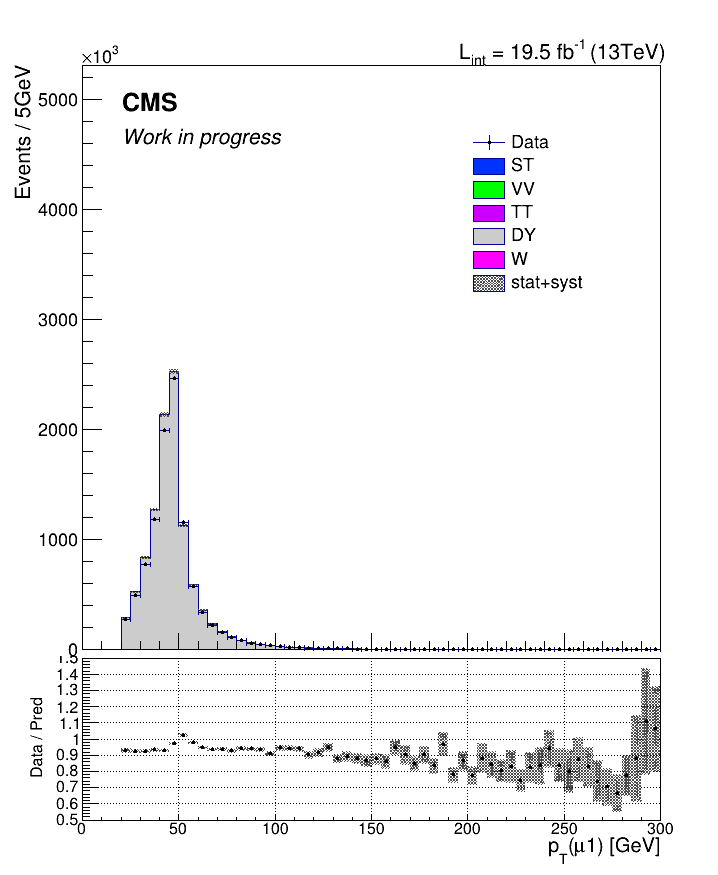 ×10³
L_int = 19.5 fb⁻¹ (13TeV)
Events / 5GeV
CMS
Work in progress
Data
ST
VV
TT
DY
W
stat+syst
5000
4000
3000
2000
1000
0
Data / Pred
1.5
1.4
1.3
1.2
1.1
1
0.9
0.8
0.7
0.6
0.5
0 50 100 150 200 250 300
p_T(μ1) [GeV]